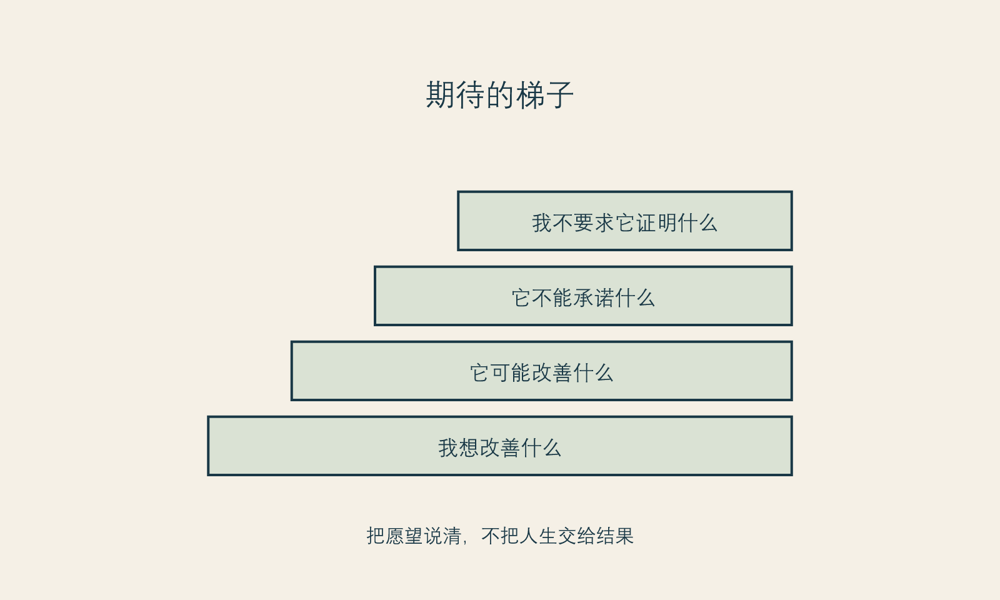 期待的梯子
我不要求它证明什么
它不能承诺什么
它可能改善什么
我想改善什么
把愿望说清，不把人生交给结果